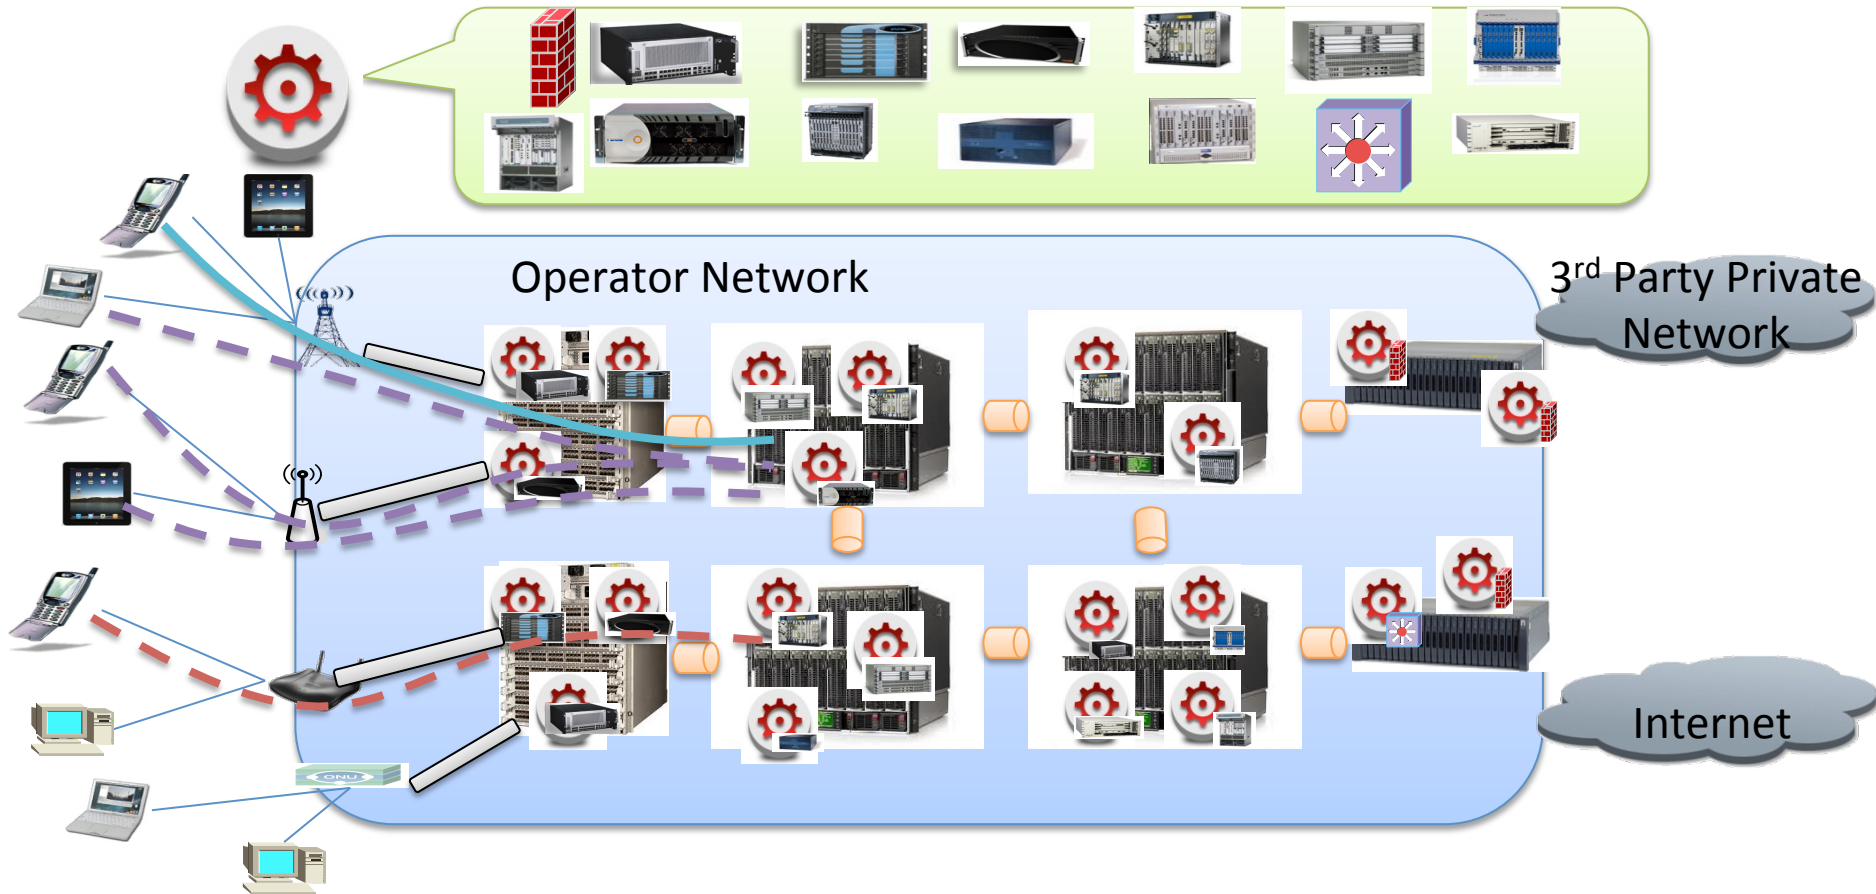 Operator Network
3rd Party Private
Network
ONU
Internet